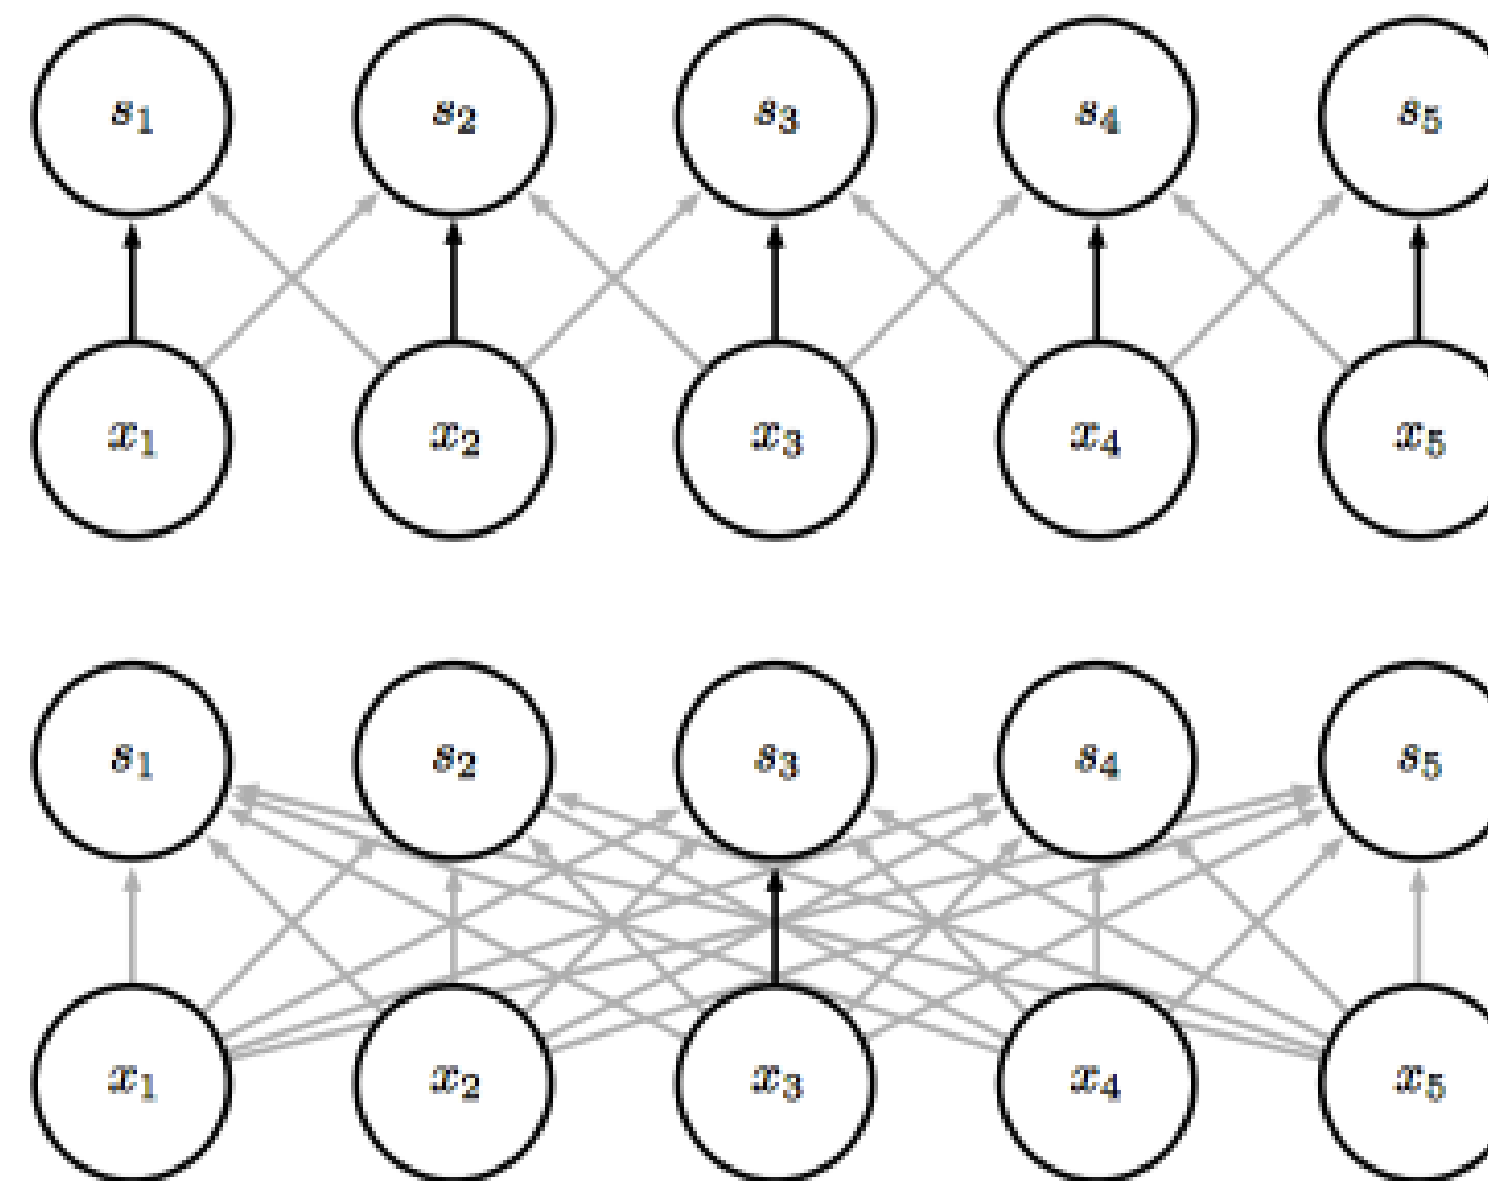 s₁ s₂ s₃ s₄ s₅
x₁ x₂ x₃ x₄ x₅
s₁ s₂ s₃ s₄ s₅
x₁ x₂ x₃ x₄ x₅